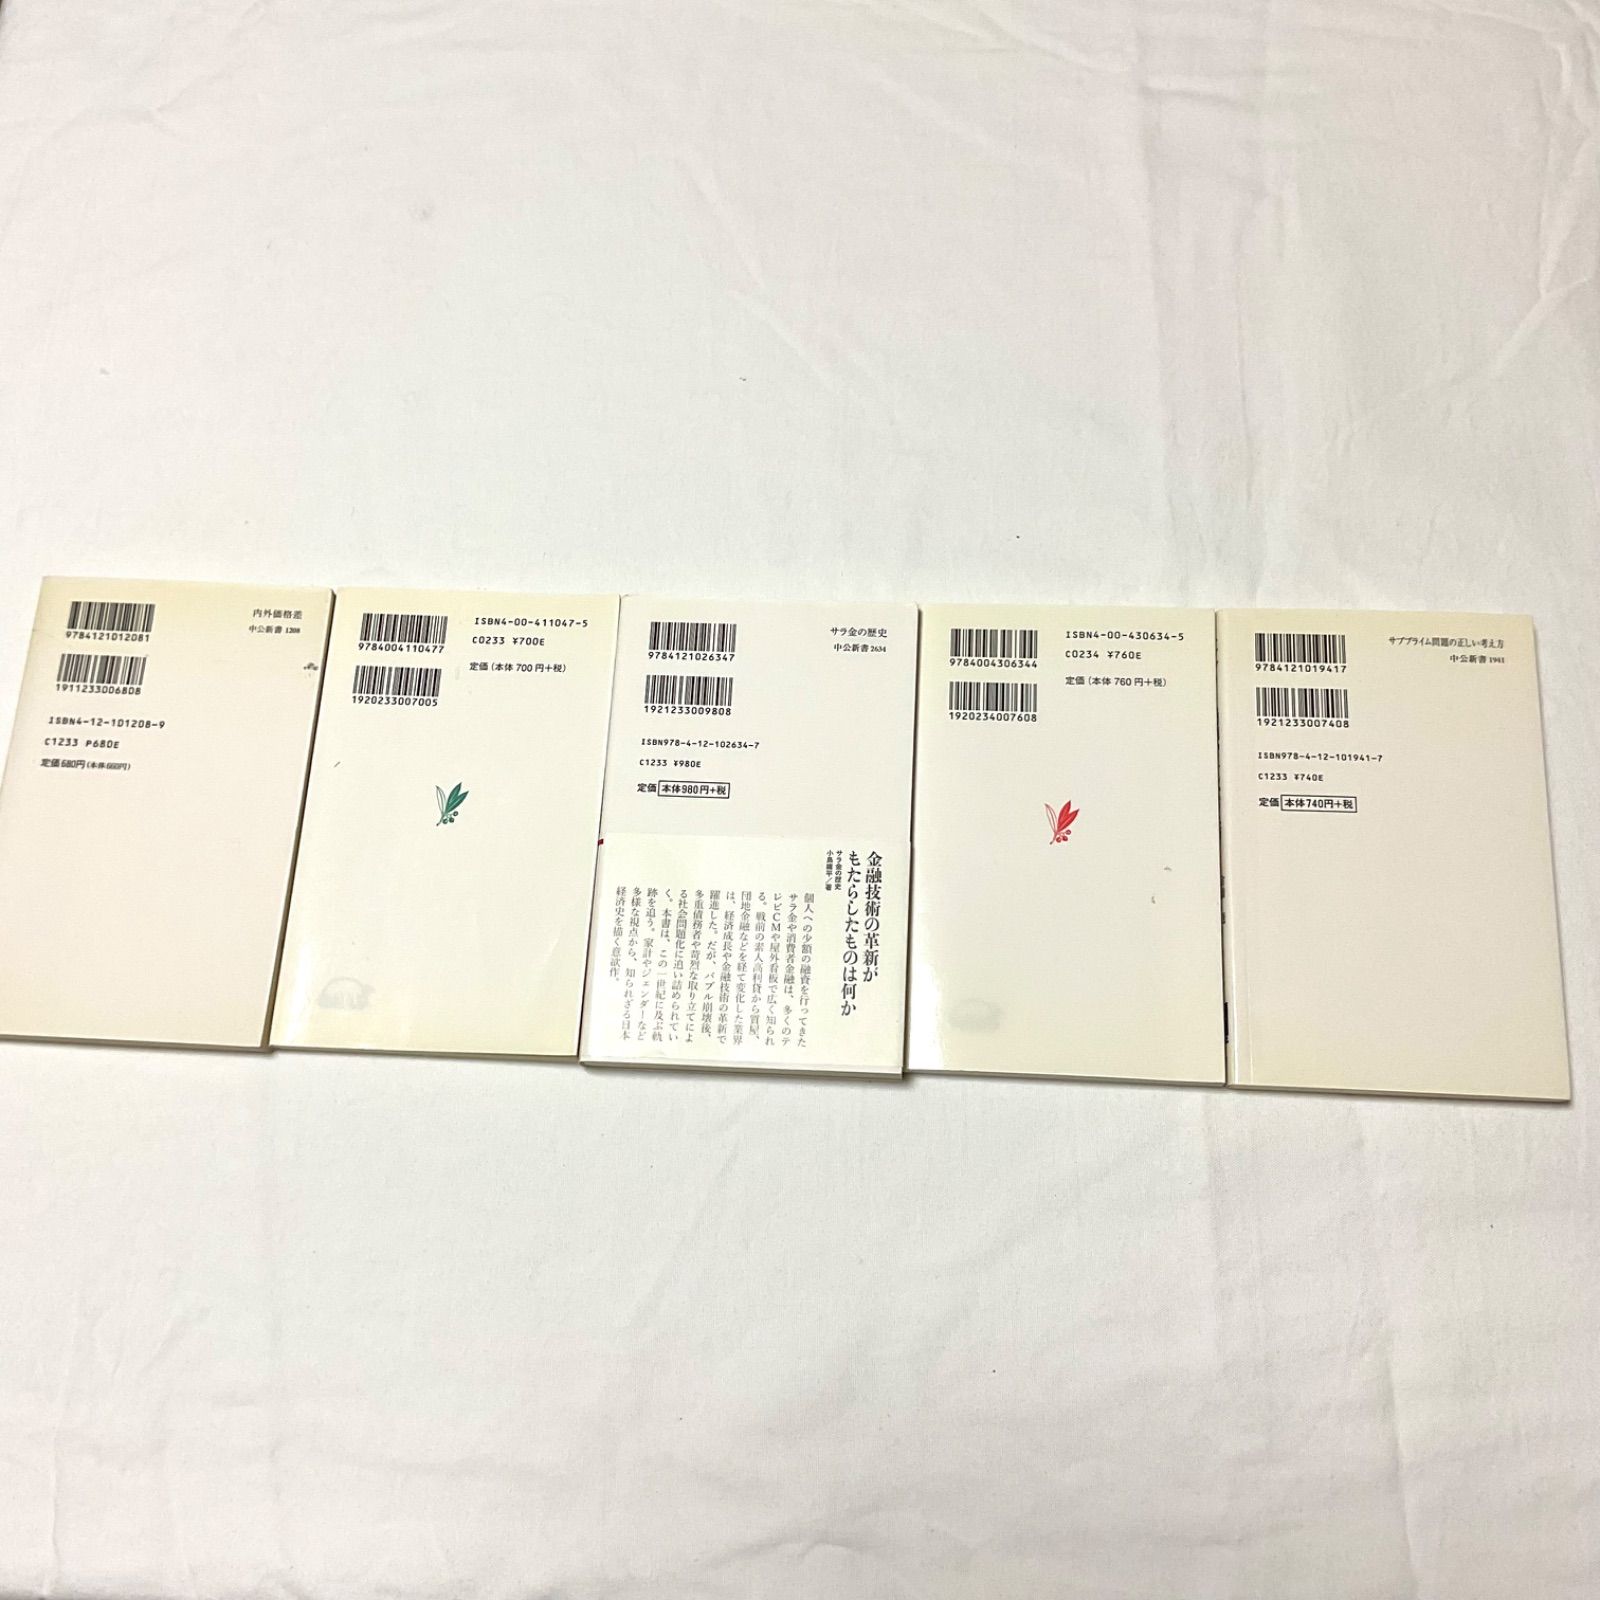 9784121012081
内外価格差
中公新書 1208
1911233006808
ISBN4-12-101208-9
C1233 P680E
定価680円(本体660円)
9784004110477
ISBN4-00-411047-5
C0233 ¥700E
定価(本体 700円+税)
1920233007005
9784121026347
サラ金の歴史
中公新書 2634
1921233009808
ISBN978-4-12-102634-7
C1233 ¥980E
定価 本体980円+税
金融技術の革新が
もたらしたものは何か
サラ金の歴史
小島庸平/著
個人への少額の融資を行ってきた
サラ金や消費者金融は、多くのテ
レビCMや屋外看板で広く知られ
る。戦前の素人高利貸から質屋、
団地金融などを経て変化した業界
は、経済成長や金融技術の革新で
躍進した。だが、バブル崩壊後、
多重債務者や苛烈な取り立てによ
る社会問題化に追い詰められてい
く。本書は、この一世紀に及ぶ軌
跡を追う。家計やジェンダーなど
多様な視点から、知られざる日本
経済史を描く意欲作。
9784004306344
ISBN4-00-430634-5
C0234 ¥760E
定価(本体 760円+税)
1920234007608
9784121019417
サブプライム問題の正しい考え方
中公新書 1941
1921233007408
ISBN978-4-12-101941-7
C1233 ¥740E
定価 本体740円+税